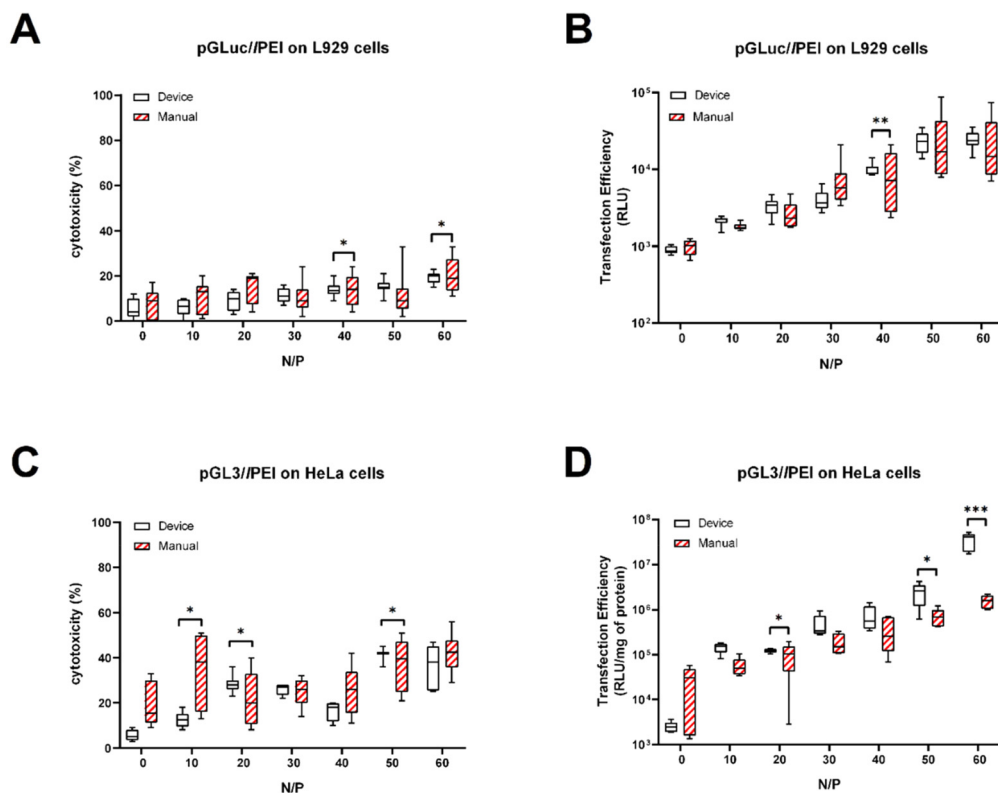 A
pGLuc//PEI on L929 cells
Device
Manual
cytotoxicity (%)
100
80
60
40
20
0
*
*
0 10 20 30 40 50 60
N/P
B
pGLuc//PEI on L929 cells
Device
Manual
Transfection Efficiency
(RLU)
10⁵
10⁴
10³
10²
**
0 10 20 30 40 50 60
N/P
C
pGL3//PEI on HeLa cells
Device
Manual
cytotoxicity (%)
100
80
60
40
20
0
*
*
*
0 10 20 30 40 50 60
N/P
D
pGL3//PEI on HeLa cells
Device
Manual
Transfection Efficiency
(RLU/mg of protein)
10⁸
10⁷
10⁶
10⁵
10⁴
10³
*
*
***
0 10 20 30 40 50 60
N/P